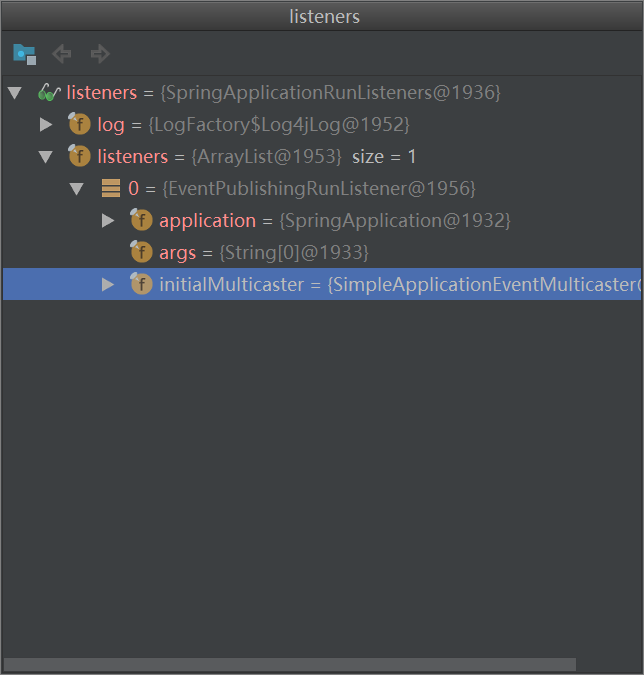 listeners
listeners = {SpringApplicationRunListeners@1936}
f log = {LogFactory$Log4jLog@1952}
f listeners = {ArrayList@1953} size = 1
0 = {EventPublishingRunListener@1956}
f application = {SpringApplication@1932}
f args = {String[0]@1933}
f initialMulticaster = {SimpleApplicationEventMulticaster@